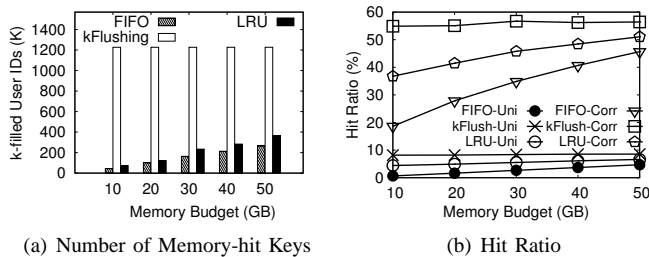 FIFO
LRU
kFlushing
k-filled User IDs (K)
1400
1200
1000
800
600
400
200
0
10 20 30 40 50
Memory Budget (GB)
(a) Number of Memory-hit Keys
Hit Ratio (%)
60
50
40
30
20
10
0
FIFO-Uni
FIFO-Corr
kFlush-Uni
kFlush-Corr
LRU-Uni
LRU-Corr
10 20 30 40 50
Memory Budget (GB)
(b) Hit Ratio